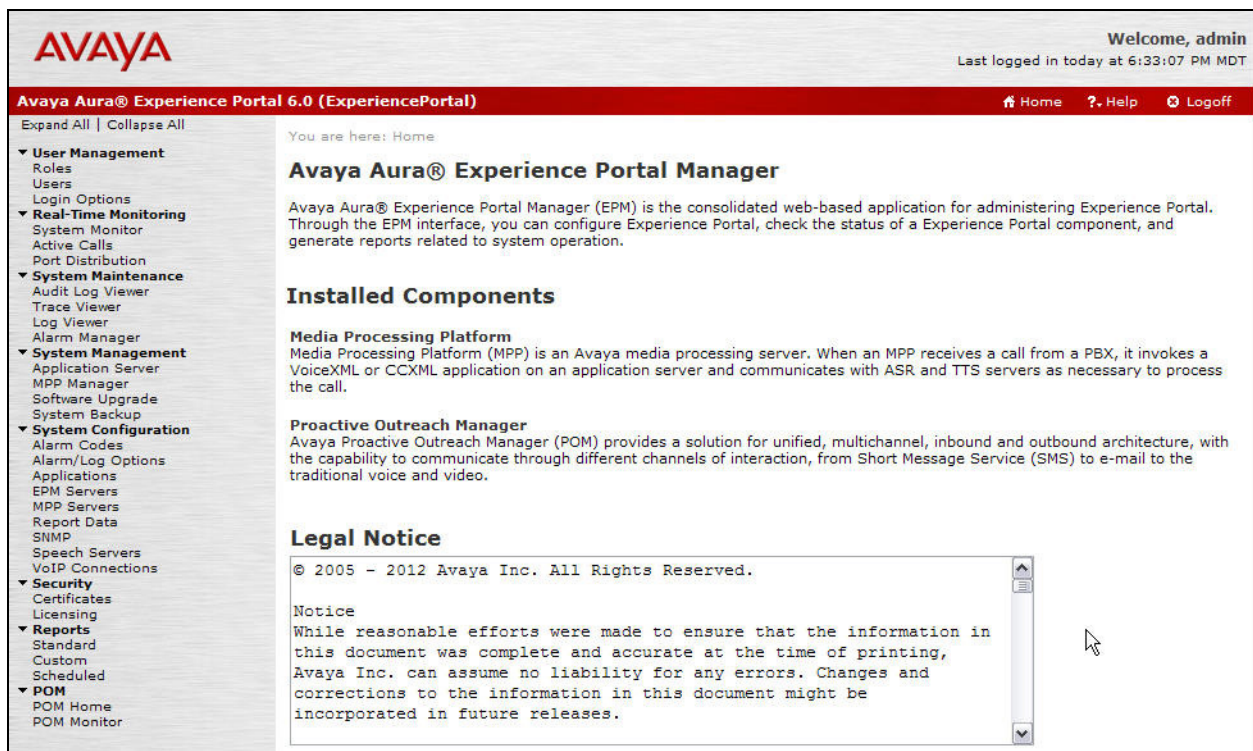 AVAYA
Welcome, admin
Last logged in today at 6:33:07 PM MDT
Avaya Aura® Experience Portal 6.0 (ExperiencePortal)
Home
?. Help
Logoff
Expand All | Collapse All
User Management
Roles
Users
Login Options
Real-Time Monitoring
System Monitor
Active Calls
Port Distribution
System Maintenance
Audit Log Viewer
Trace Viewer
Log Viewer
Alarm Manager
System Management
Application Server
MPP Manager
Software Upgrade
System Backup
System Configuration
Alarm Codes
Alarm/Log Options
Applications
EPM Servers
MPP Servers
Report Data
SNMP
Speech Servers
VoIP Connections
Security
Certificates
Licensing
Reports
Standard
Custom
Scheduled
POM
POM Home
POM Monitor
You are here: Home
Avaya Aura® Experience Portal Manager
Avaya Aura® Experience Portal Manager (EPM) is the consolidated web-based application for administering Experience Portal.
Through the EPM interface, you can configure Experience Portal, check the status of a Experience Portal component, and
generate reports related to system operation.
Installed Components
Media Processing Platform
Media Processing Platform (MPP) is an Avaya media processing server. When an MPP receives a call from a PBX, it invokes a
VoiceXML or CCXML application on an application server and communicates with ASR and TTS servers as necessary to process
the call.
Proactive Outreach Manager
Avaya Proactive Outreach Manager (POM) provides a solution for unified, multichannel, inbound and outbound architecture, with
the capability to communicate through different channels of interaction, from Short Message Service (SMS) to e-mail to the
traditional voice and video.
Legal Notice
© 2005 - 2012 Avaya Inc. All Rights Reserved.
Notice
While reasonable efforts were made to ensure that the information in
this document was complete and accurate at the time of printing,
Avaya Inc. can assume no liability for any errors. Changes and
corrections to the information in this document might be
incorporated in future releases.